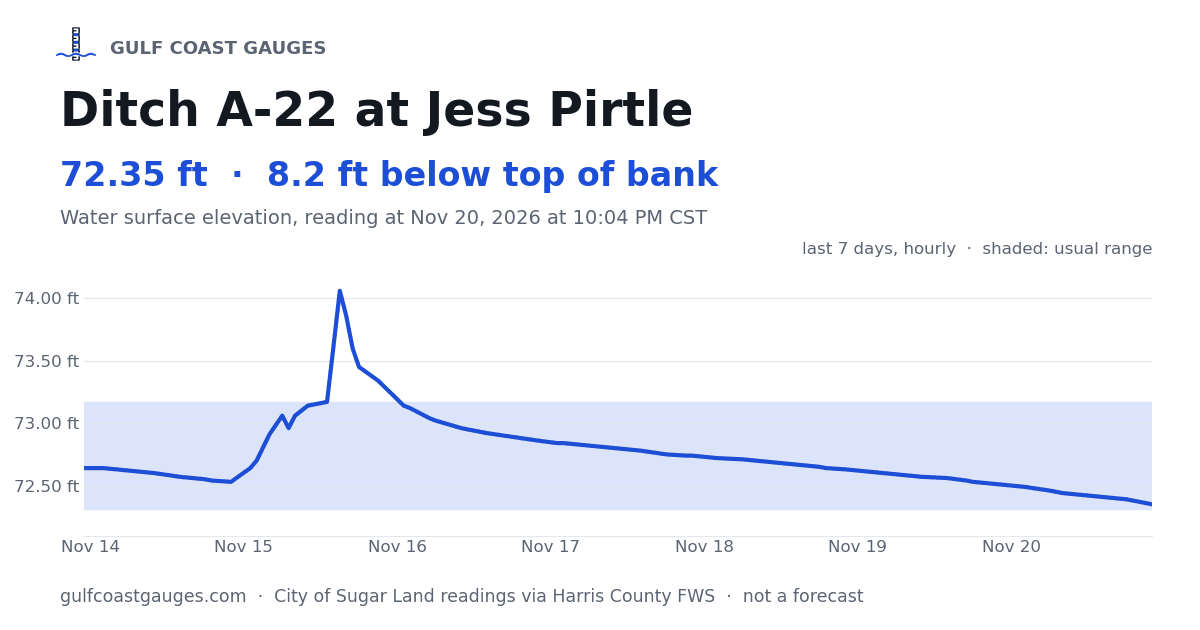 GULF COAST GAUGES
Ditch A-22 at Jess Pirtle
72.35 ft · 8.2 ft below top of bank
Water surface elevation, reading at Nov 20, 2026 at 10:04 PM CST
last 7 days, hourly · shaded: usual range
74.00 ft
73.50 ft
73.00 ft
72.50 ft
Nov 14 Nov 15 Nov 16 Nov 17 Nov 18 Nov 19 Nov 20
gulfcoastgauges.com · City of Sugar Land readings via Harris County FWS · not a forecast